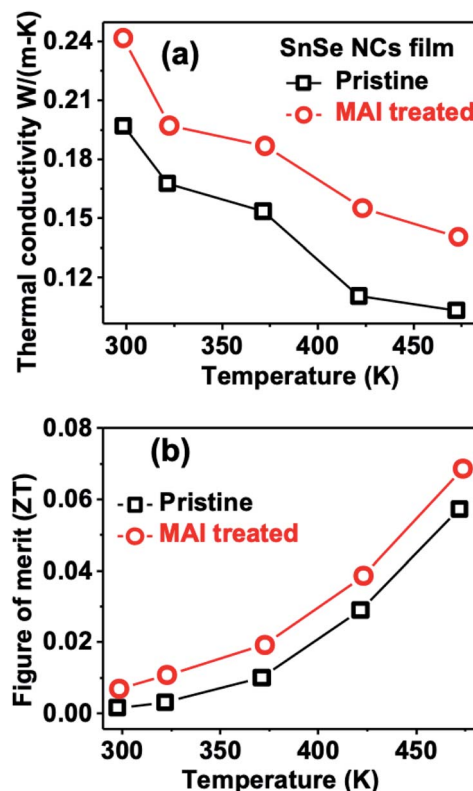 Thermal conductivity W/(m-K)
0.24
0.21
0.18
0.15
0.12
(a)
SnSe NCs film
Pristine
MAI treated
300 350 400 450
Temperature (K)
Figure of merit (ZT)
0.08
0.06
0.04
0.02
0.00
(b)
Pristine
MAI treated
300 350 400 450
Temperature (K)